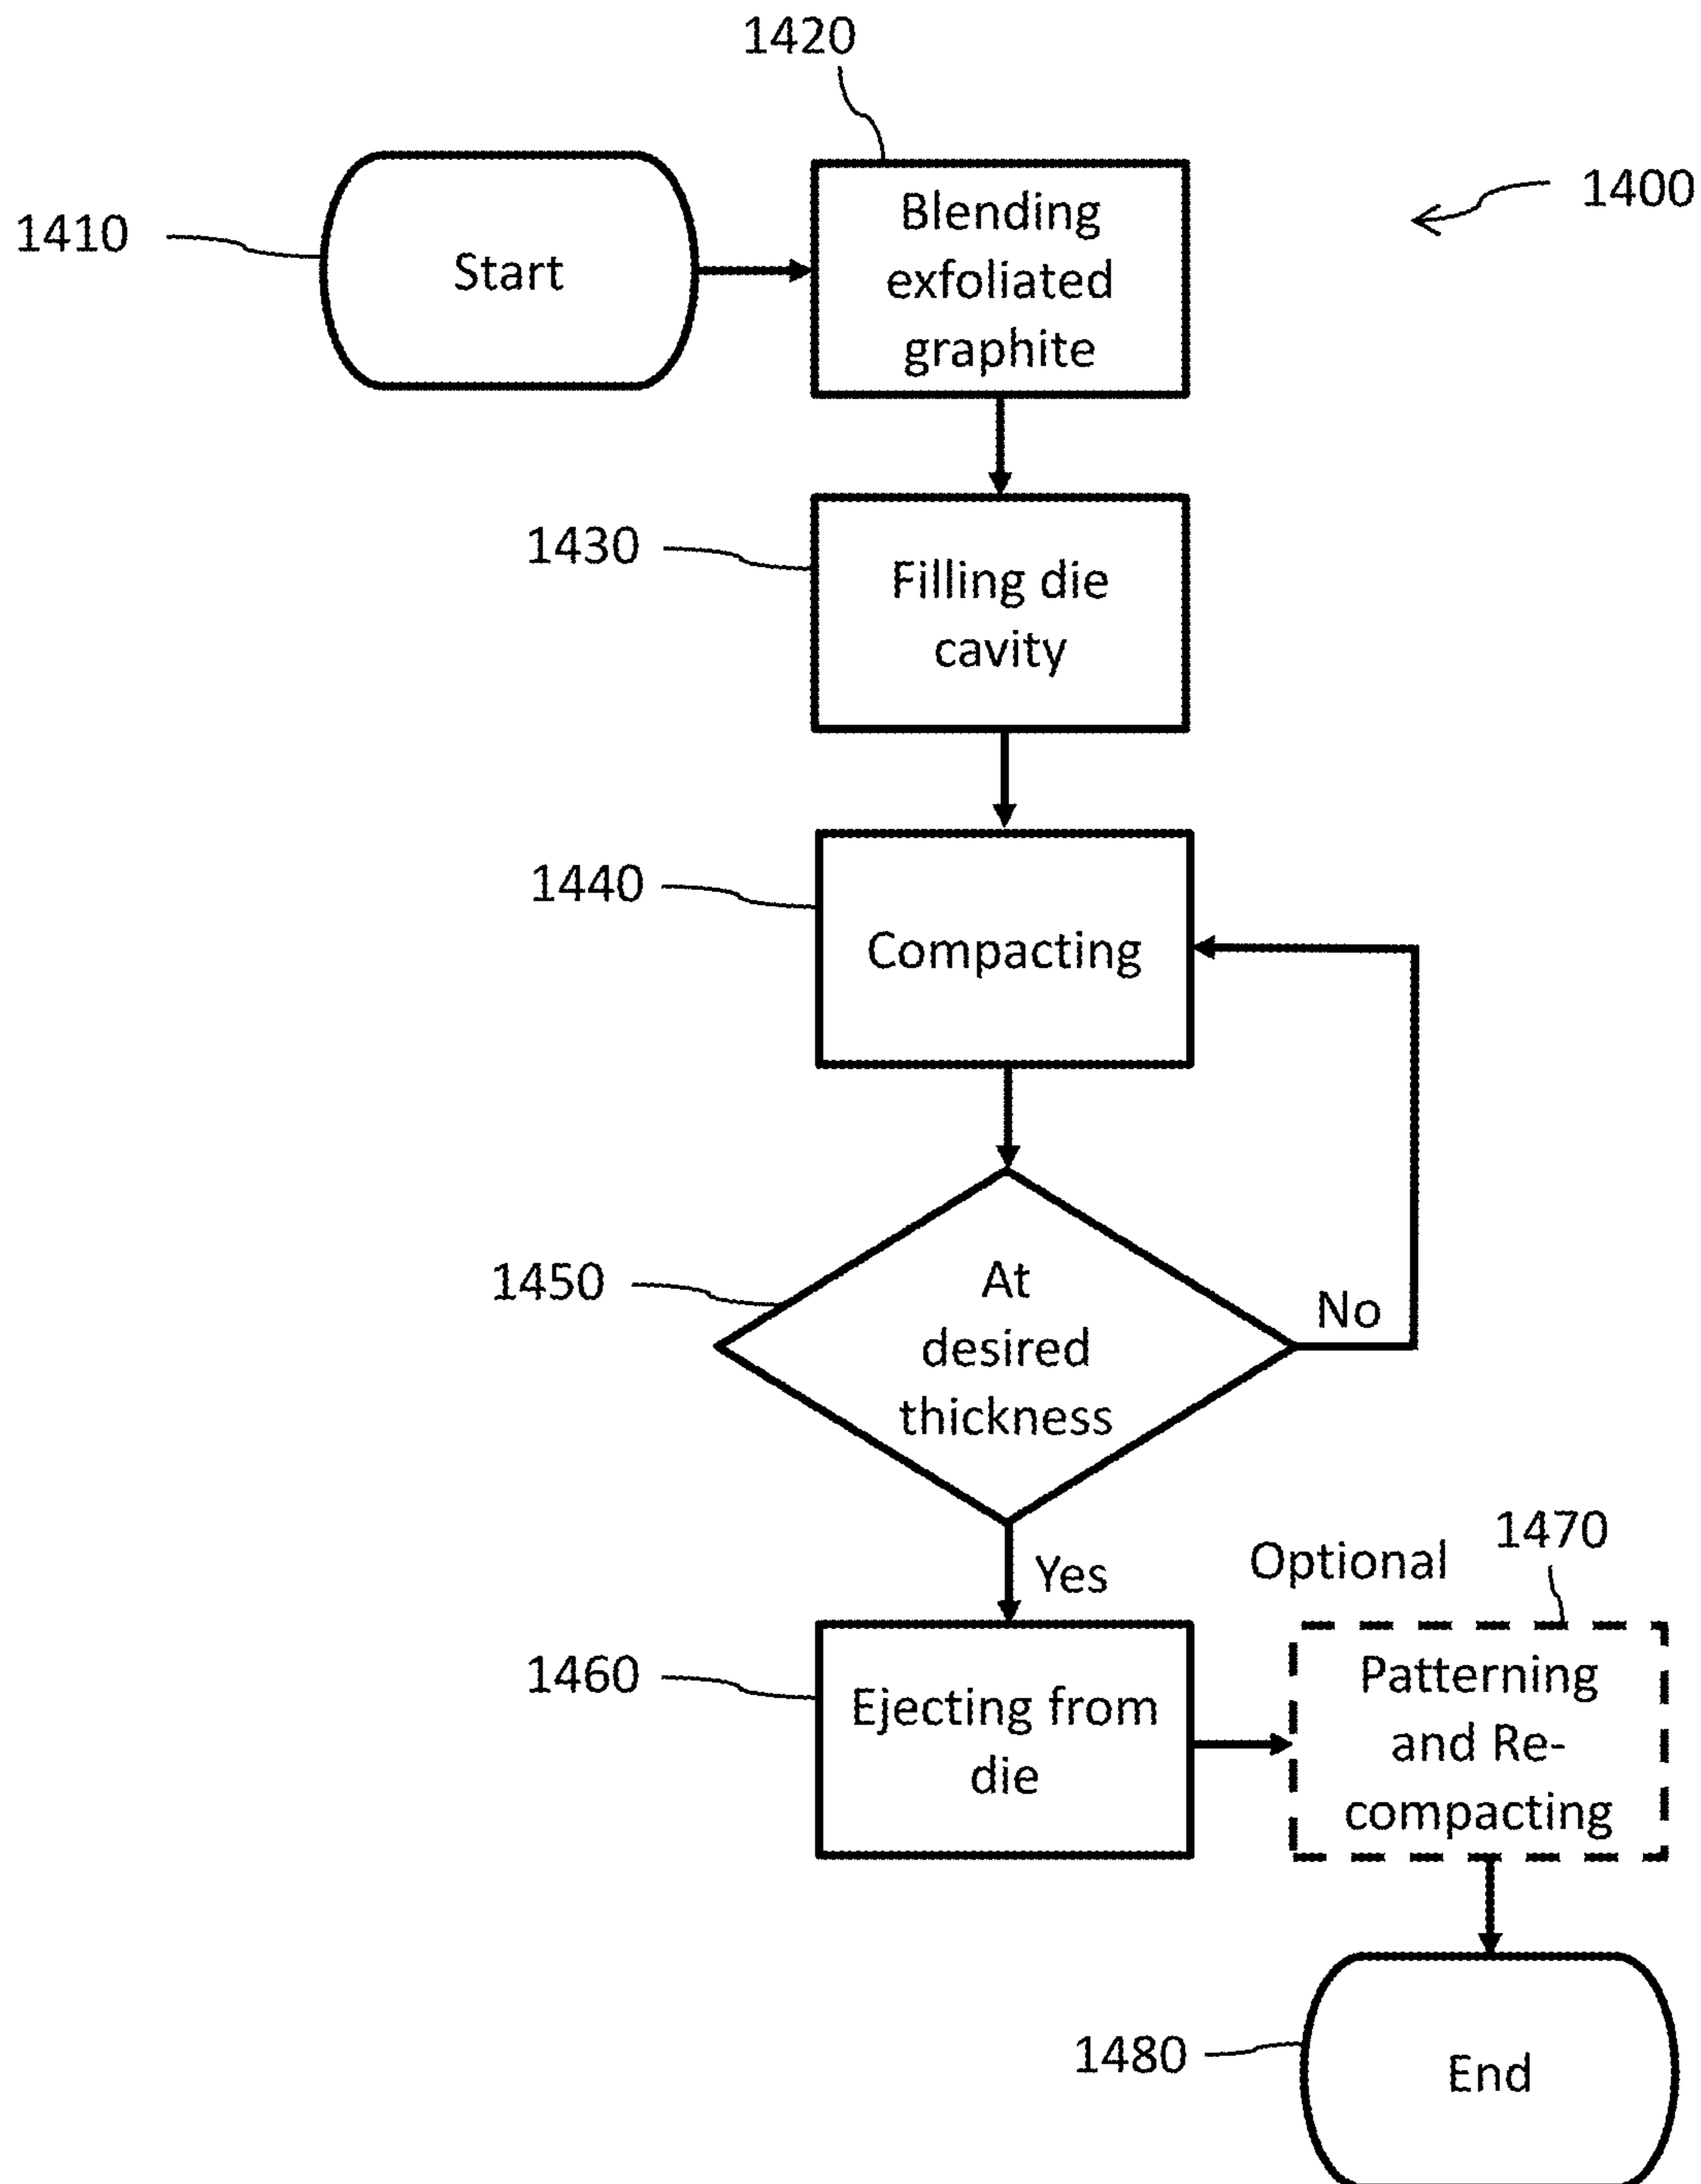 1420
1400
1410
Start
Blending
exfoliated
graphite
1430
Filling die
cavity
1440
Compacting
1450
At
desired
thickness
No
Yes
Optional
1470
1460
Ejecting from
die
Patterning
and Re-
compacting
1480
End